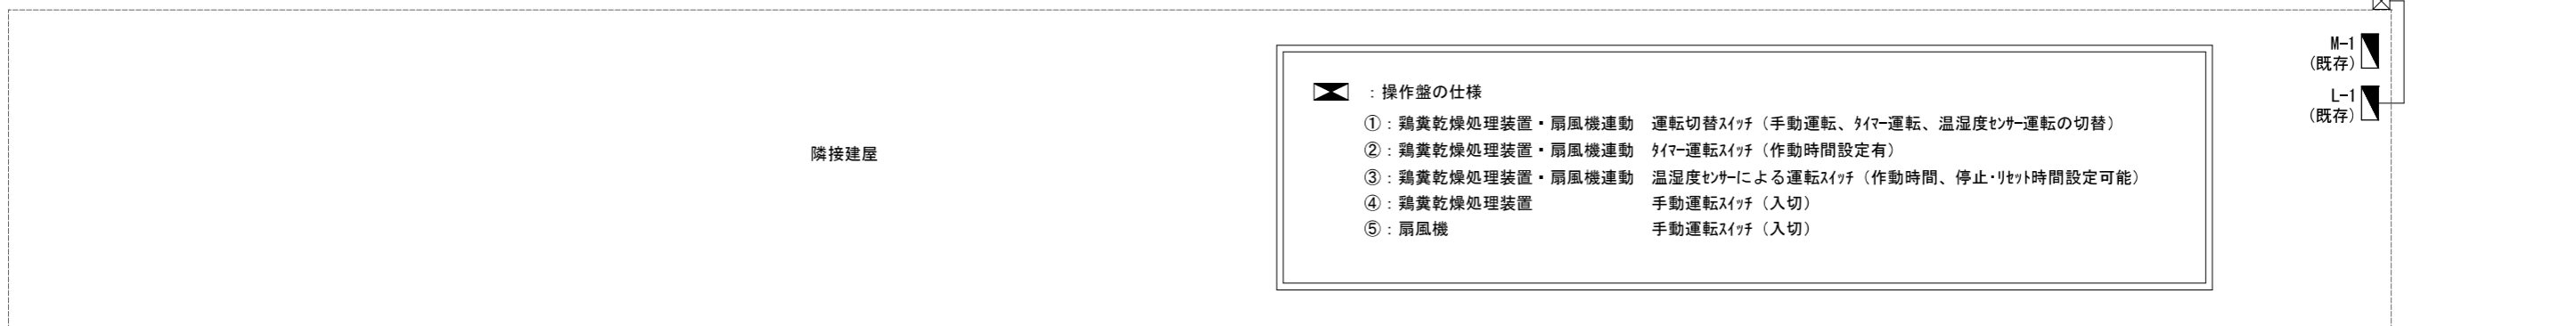 M-1
(既存)
：操作盤の仕様
L-1
(既存)
①：鶏糞乾燥処理装置・扇風機連動　運転切替ｽｲｯﾁ（手動運転、ﾀｲﾏｰ運転、温湿度ｾﾝｻｰ運転の切替）
隣接建屋
②：鶏糞乾燥処理装置・扇風機連動　ﾀｲﾏｰ運転ｽｲｯﾁ（作動時間設定有）
③：鶏糞乾燥処理装置・扇風機連動　温湿度ｾﾝｻｰによる運転ｽｲｯﾁ（作動時間、停止･ﾘｾｯﾄ時間設定可能）
④：鶏糞乾燥処理装置　手動運転ｽｲｯﾁ（入切）
⑤：扇風機　手動運転ｽｲｯﾁ（入切）